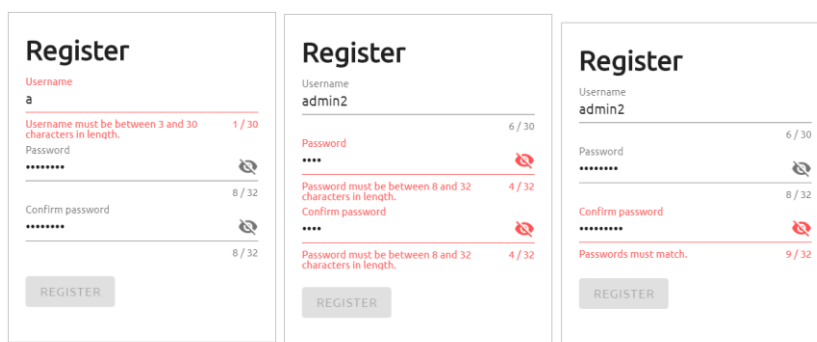 Register
Username
a
Username must be between 3 and 30 1 / 30
characters in length.
Password
••••••••
8 / 32
Confirm password
••••••••
8 / 32
REGISTER
Register
Username
admin2
6 / 30
Password
••••
Password must be between 8 and 32 4 / 32
characters in length.
Confirm password
••••
Password must be between 8 and 32 4 / 32
characters in length.
REGISTER
Register
Username
admin2
6 / 30
Password
••••••••
8 / 32
Confirm password
•••••••••
Passwords must match. 9 / 32
REGISTER